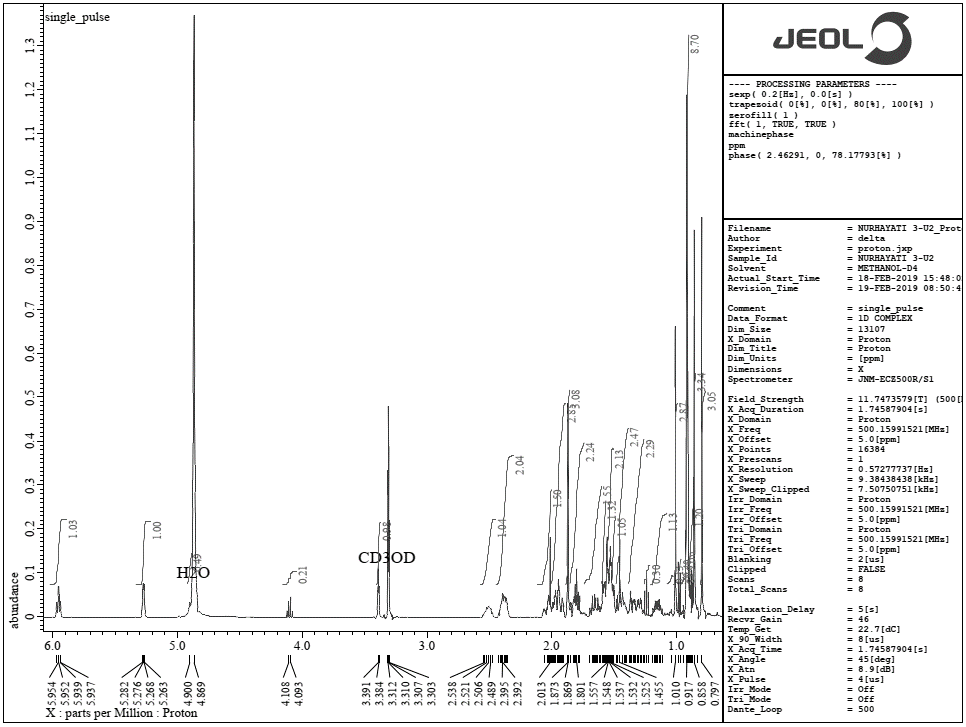 single_pulse
JEOL
---- PROCESSING PARAMETERS ----
sexp( 0.2[Hz], 0.0[s] )
trapezoid( 0[%], 0[%], 80[%], 100[%] )
zerofill( 1 )
fft( 1, TRUE, TRUE )
machinephase
ppm
phase( 2.46291, 0, 78.17793[%] )
Filename = NURHAYATI 3-U2_Prot
Author = delta
Experiment = proton.jxp
Sample_Id = NURHAYATI 3-U2
Solvent = METHANOL-D4
Actual_Start_Time = 18-FEB-2019 15:48:0
Revision_Time = 19-FEB-2019 08:50:4
Comment = single_pulse
Data_Format = 1D COMPLEX
Dim_Size = 13107
X_Domain = Proton
Dim_Title = Proton
Dim_Units = [ppm]
Dimensions = X
Spectrometer = JNM-ECZ500R/S1
Field_Strength = 11.7473579[T] (500[
X_Acq_Duration = 1.74587904[s]
X_Domain = Proton
X_Freq = 500.15991521[MHz]
X_Offset = 5.0[ppm]
X_Points = 16384
X_Prescans = 1
X_Resolution = 0.57277737[Hz]
X_Sweep = 9.38438438[kHz]
X_Sweep_Clipped = 7.50750751[kHz]
Irr_Domain = Proton
Irr_Freq = 500.15991521[MHz]
Irr_Offset = 5.0[ppm]
Tri_Domain = Proton
Tri_Freq = 500.15991521[MHz]
Tri_Offset = 5.0[ppm]
Blanking = 2[us]
Clipped = FALSE
Scans = 8
Total_Scans = 8
Relaxation_Delay = 5[s]
Recvr_Gain = 46
Temp_Get = 22.7[dC]
X_90_Width = 8[us]
X_Acq_Time = 1.74587904[s]
X_Angle = 45[deg]
X_Atn = 8.9[dB]
X_Pulse = 4[us]
Irr_Mode = Off
Tri_Mode = Off
Dante_Loop = 500
abundance
0 0.1 0.2 0.3 0.4 0.5 0.6 0.7 0.8 0.9 1.0 1.1 1.2 1.3
1.03
1.00
H2O
0.21
CD3OD
0.98
1.04
2.04
1.50
2.83
3.08
2.24
1.55
1.32
2.13
1.05
2.47
2.29
0.30
1.13
2.87
8.70
1.20
3.34
3.05
6.0 5.0 4.0 3.0 2.0 1.0
5.954
5.952
5.939
5.937
5.282
5.276
5.268
5.263
4.900
4.869
4.108
4.093
3.391
3.384
3.312
3.310
3.307
3.303
2.538
2.521
2.506
2.489
2.395
2.392
2.013
1.873
1.869
1.801
1.557
1.548
1.537
1.532
1.525
1.455
1.010
0.917
0.858
0.797
X : parts per Million : Proton